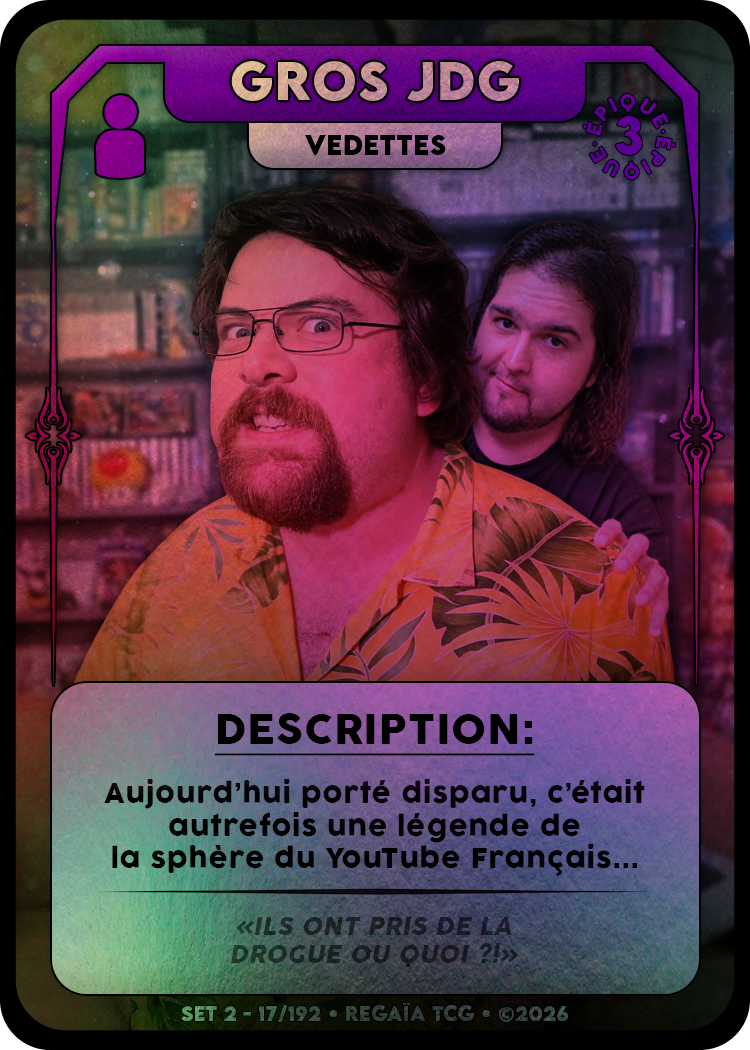 GROS JDG
VEDETTES
ÉPIQUE·ÉPIQUE·ÉPIQUE·
3
DESCRIPTION:
Aujourd’hui porté disparu, c’était
autrefois une légende de
la sphère du YouTube Français...
«ILS ONT PRIS DE LA
DROGUE OU QUOI ?!»
SET 2 - 17/192 • REGAÏA TCG • ©2026